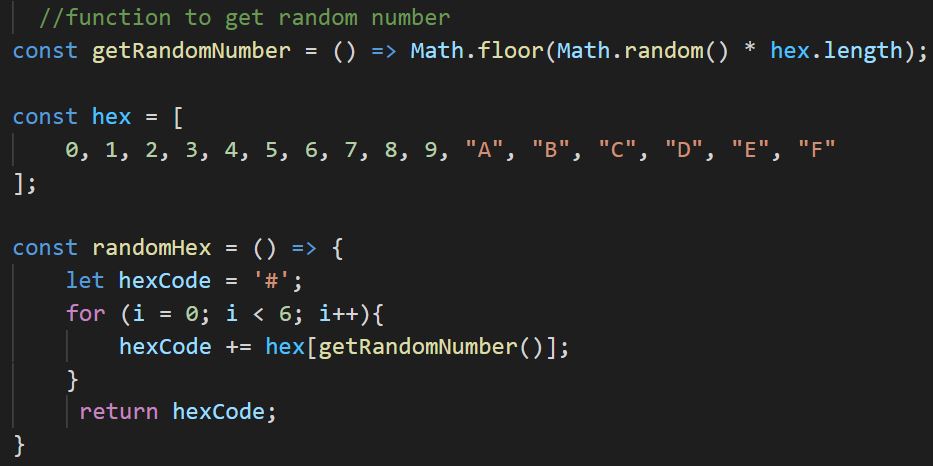 //function to get random number
const getRandomNumber = () => Math.floor(Math.random() * hex.length);
const hex = [
0, 1, 2, 3, 4, 5, 6, 7, 8, 9, "A", "B", "C", "D", "E", "F"
];
const randomHex = () => {
let hexCode = '#';
for (i = 0; i < 6; i++){
hexCode += hex[getRandomNumber()];
}
return hexCode;
}